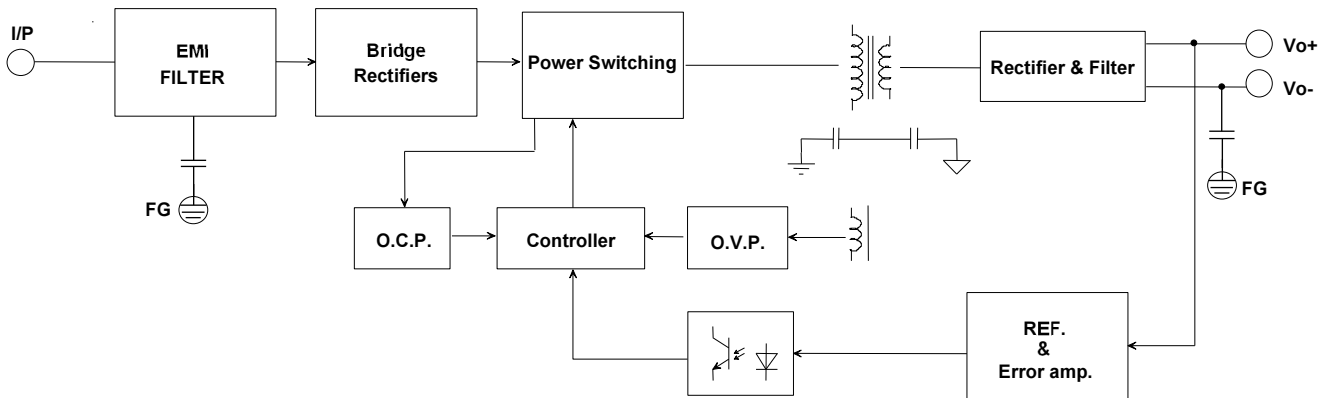 I/P
EMI
FILTER
Bridge
Rectifiers
Power Switching
Rectifier & Filter
Vo+
Vo-
FG
FG
O.C.P.
Controller
O.V.P.
REF.
&
Error amp.